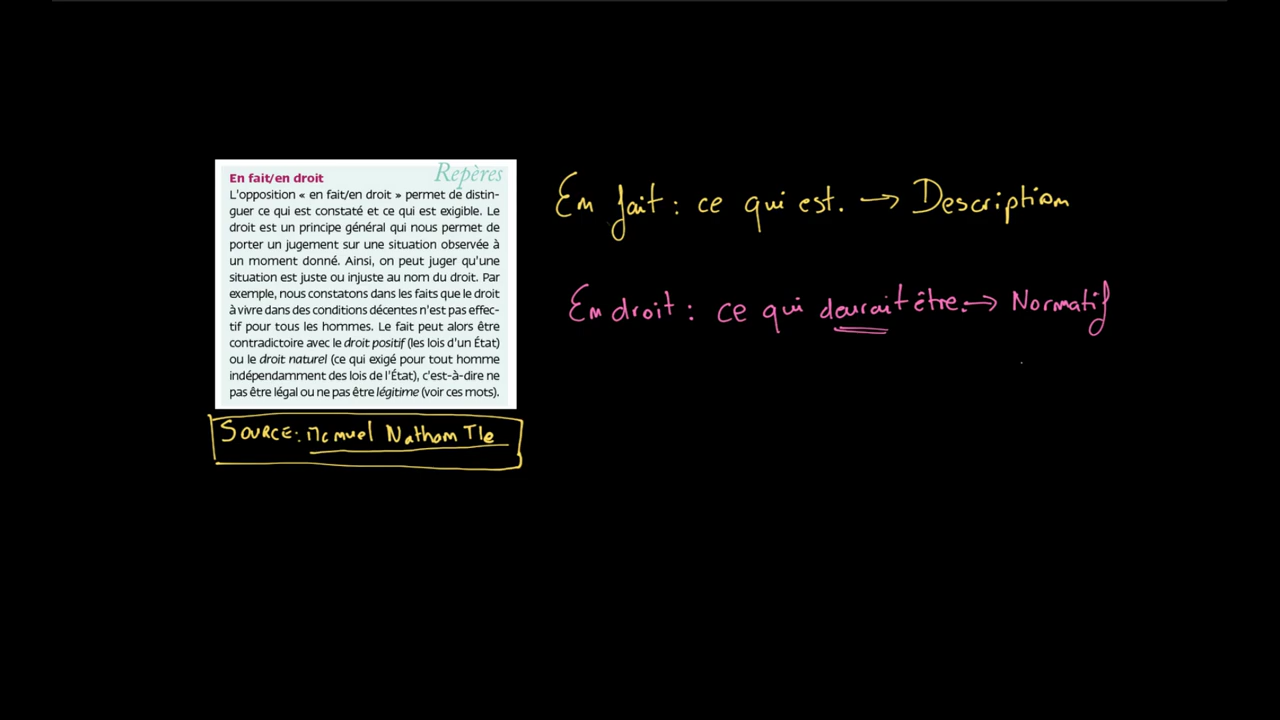 Repères
En fait/en droit
L'opposition « en fait/en droit » permet de distin-
guer ce qui est constaté et ce qui est exigible. Le
droit est un principe général qui nous permet de
porter un jugement sur une situation observée à
un moment donné. Ainsi, on peut juger qu'une
situation est juste ou injuste au nom du droit. Par
exemple, nous constatons dans les faits que le droit
à vivre dans des conditions décentes n'est pas effec-
tif pour tous les hommes. Le fait peut alors être
contradictoire avec le droit positif (les lois d'un État)
ou le droit naturel (ce qui exigé pour tout homme
indépendamment des lois de l'État), c'est-à-dire ne
pas être légal ou ne pas être légitime (voir ces mots).
SOURCE: Manuel Nathan Tle
En fait : ce qui est. → Description
En droit : ce qui devrait être. → Normatif